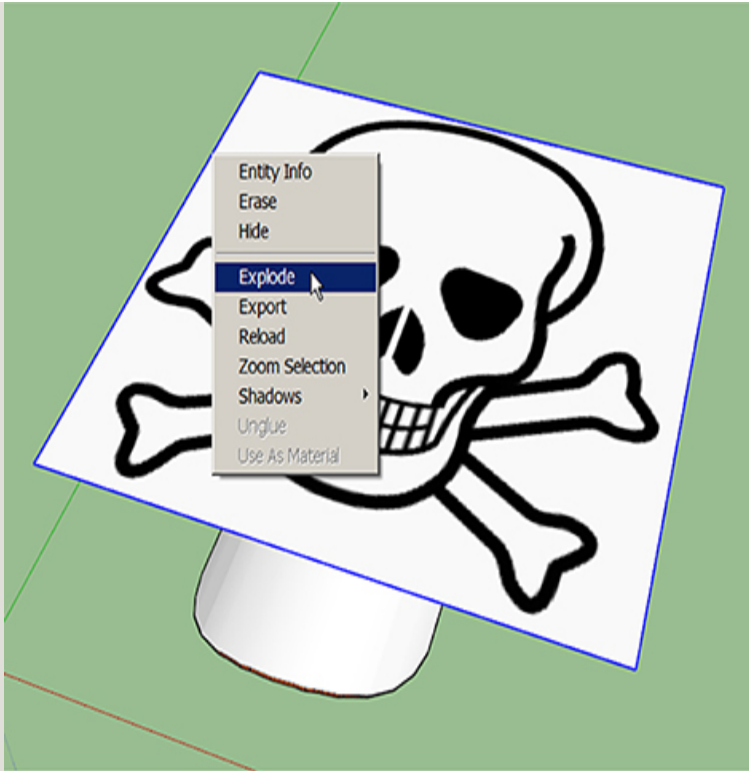 Entity Info
Erase
Hide
Explode
Export
Reload
Zoom Selection
Shadows
Unglue
Use As Material